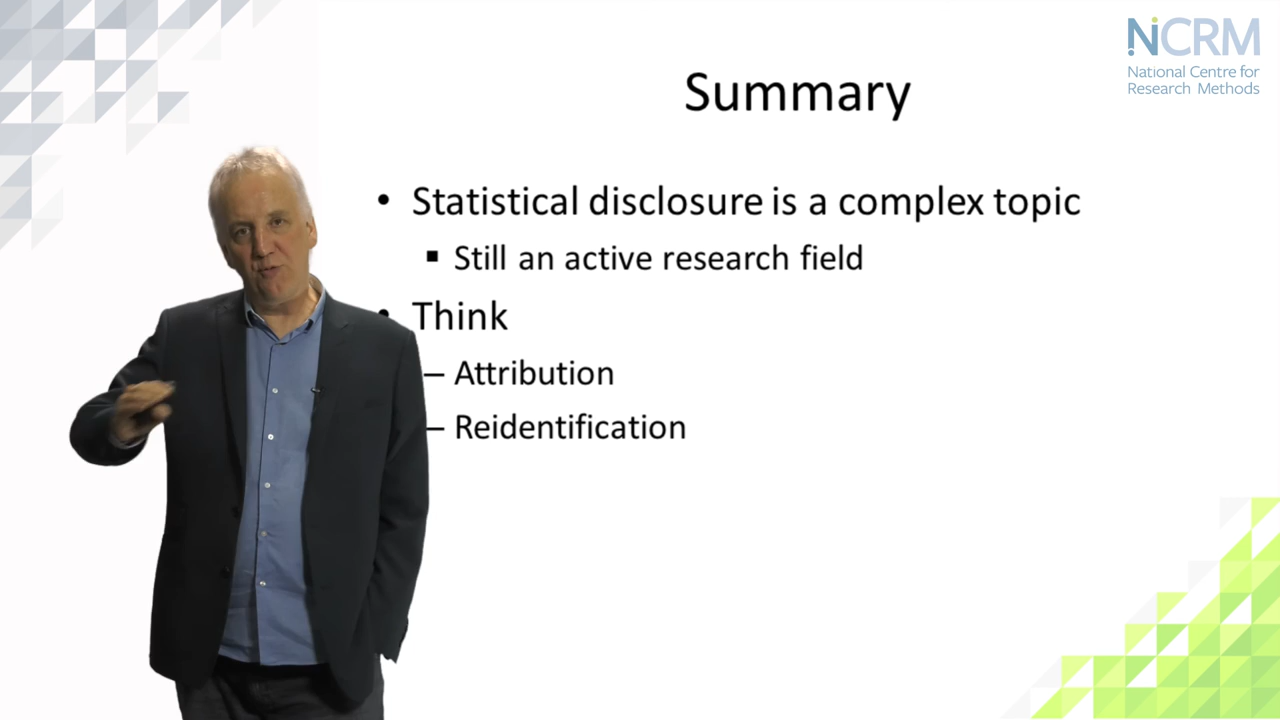 NCRM
National Centre for
Research Methods
Summary
• Statistical disclosure is a complex topic
▪ Still an active research field
• Think
– Attribution
– Reidentification